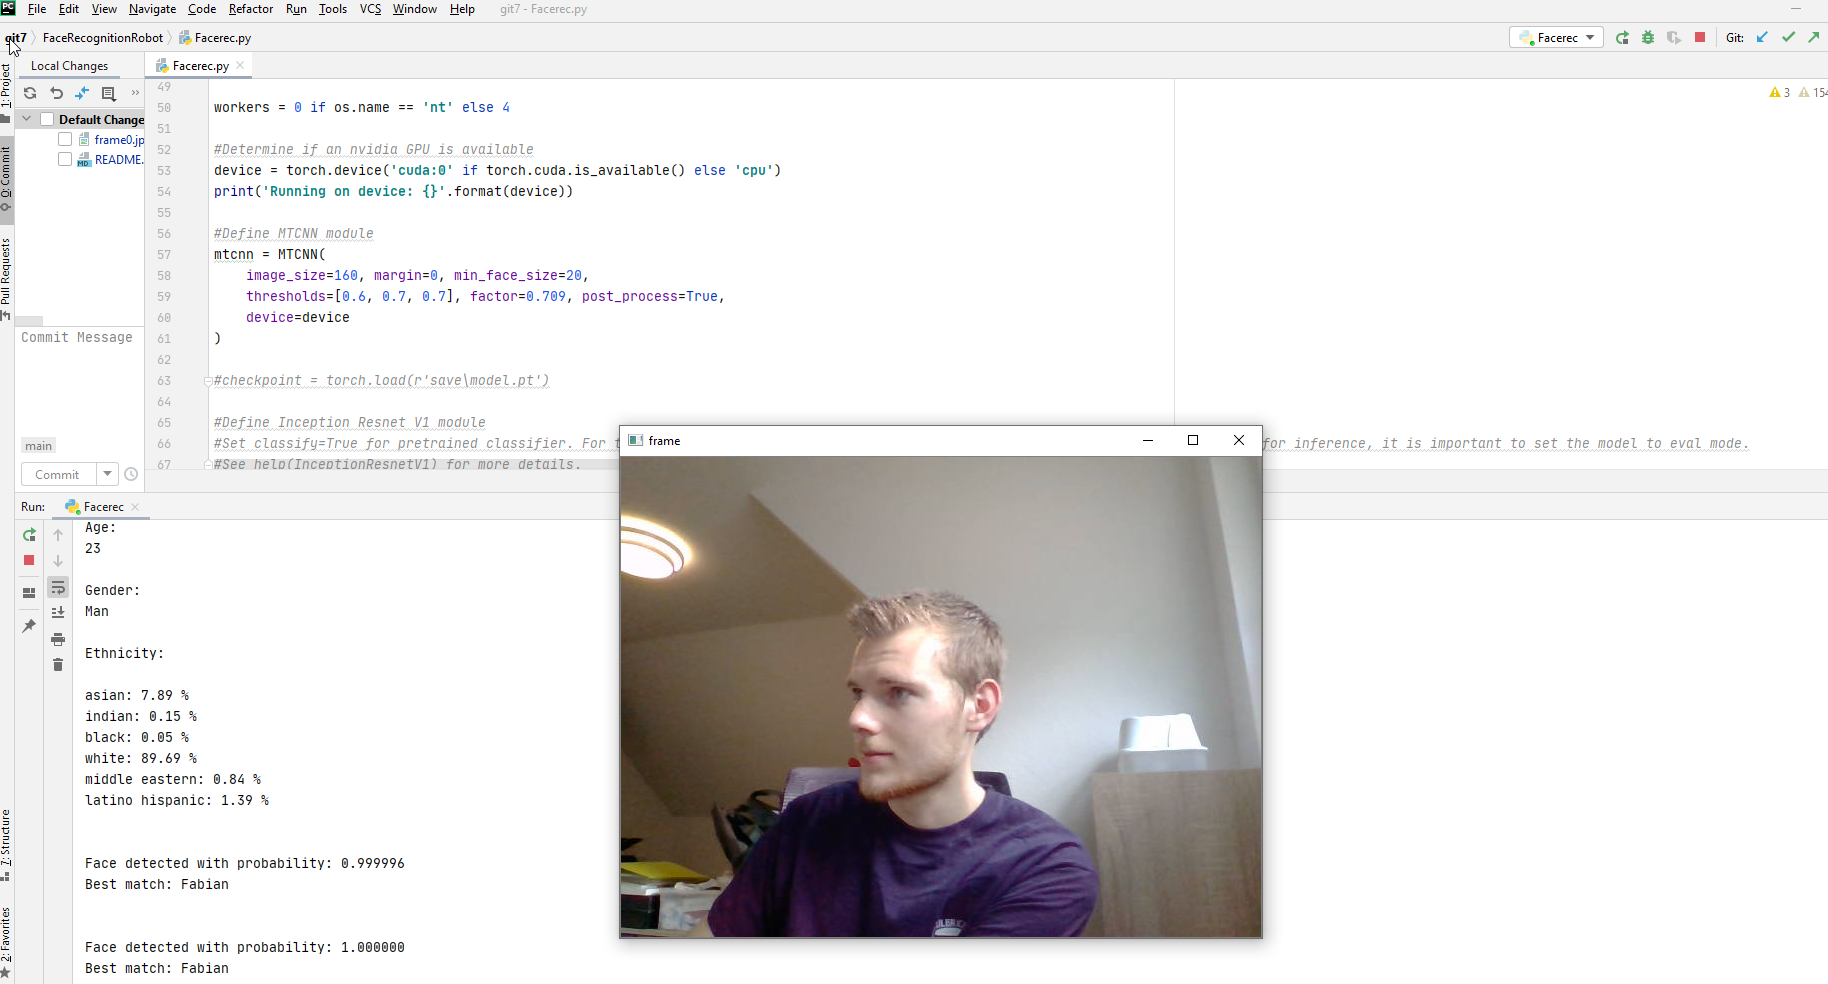 File Edit View Navigate Code Refactor Run Tools VCS Window Help git7 - Facerec.py
git7 FaceRecognitionRobot Facerec.py
Facerec Git:
Local Changes
Facerec.py
1: Project
0: Commit
Pull Requests
7: Structure
2: Favorites
Default Change
frame0.jp
README.
Commit Message
main
Commit
3 154
49
50 workers = 0 if os.name == 'nt' else 4
51
52 #Determine if an nvidia GPU is available
53 device = torch.device('cuda:0' if torch.cuda.is_available() else 'cpu')
54 print('Running on device: {}'.format(device))
55
56 #Define MTCNN module
57 mtcnn = MTCNN(
58 image_size=160, margin=0, min_face_size=20,
59 thresholds=[0.6, 0.7, 0.7], factor=0.709, post_process=True,
60 device=device
61 )
62
63 #checkpoint = torch.load(r'save\model.pt')
64
65 #Define Inception Resnet V1 module
66 #Set classify=True for pretrained classifier. For t for inference, it is important to set the model to eval mode.
67 #See help(InceptionResnetV1) for more details.
frame
Run: Facerec
Age:
23
Gender:
Man
Ethnicity:
asian: 7.89 %
indian: 0.15 %
black: 0.05 %
white: 89.69 %
middle eastern: 0.84 %
latino hispanic: 1.39 %
Face detected with probability: 0.999996
Best match: Fabian
Face detected with probability: 1.000000
Best match: Fabian